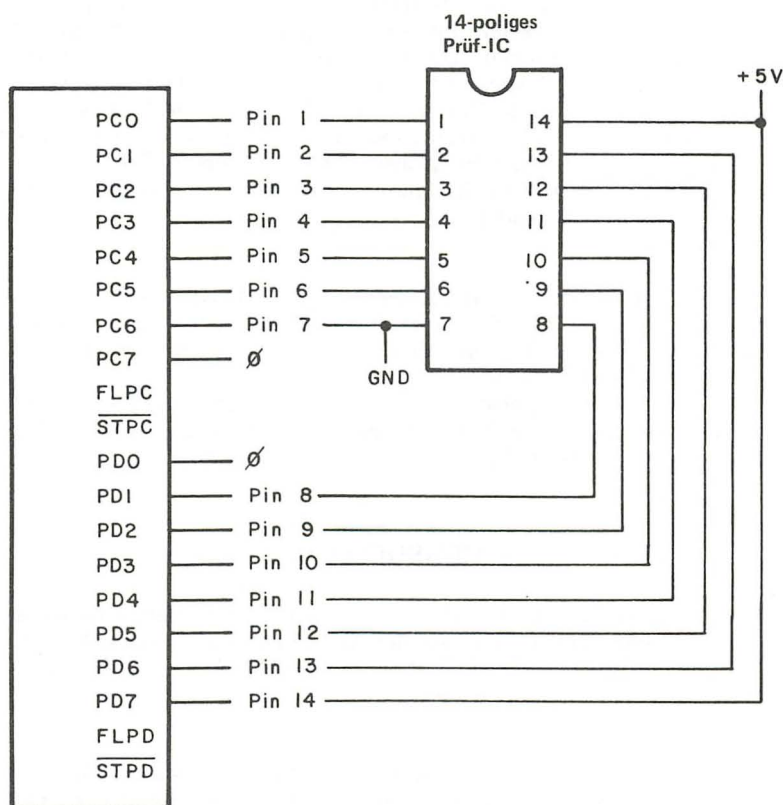 14-poliges
Prüf-IC
+5V
PC0 Pin 1 1 14
PC1 Pin 2 2 13
PC2 Pin 3 3 12
PC3 Pin 4 4 11
PC4 Pin 5 5 10
PC5 Pin 6 6 9
PC6 Pin 7 7 8
PC7 Ø
GND
FLPC
STPC
PD0 Ø
PD1 Pin 8
PD2 Pin 9
PD3 Pin 10
PD4 Pin 11
PD5 Pin 12
PD6 Pin 13
PD7 Pin 14
FLPD
STPD